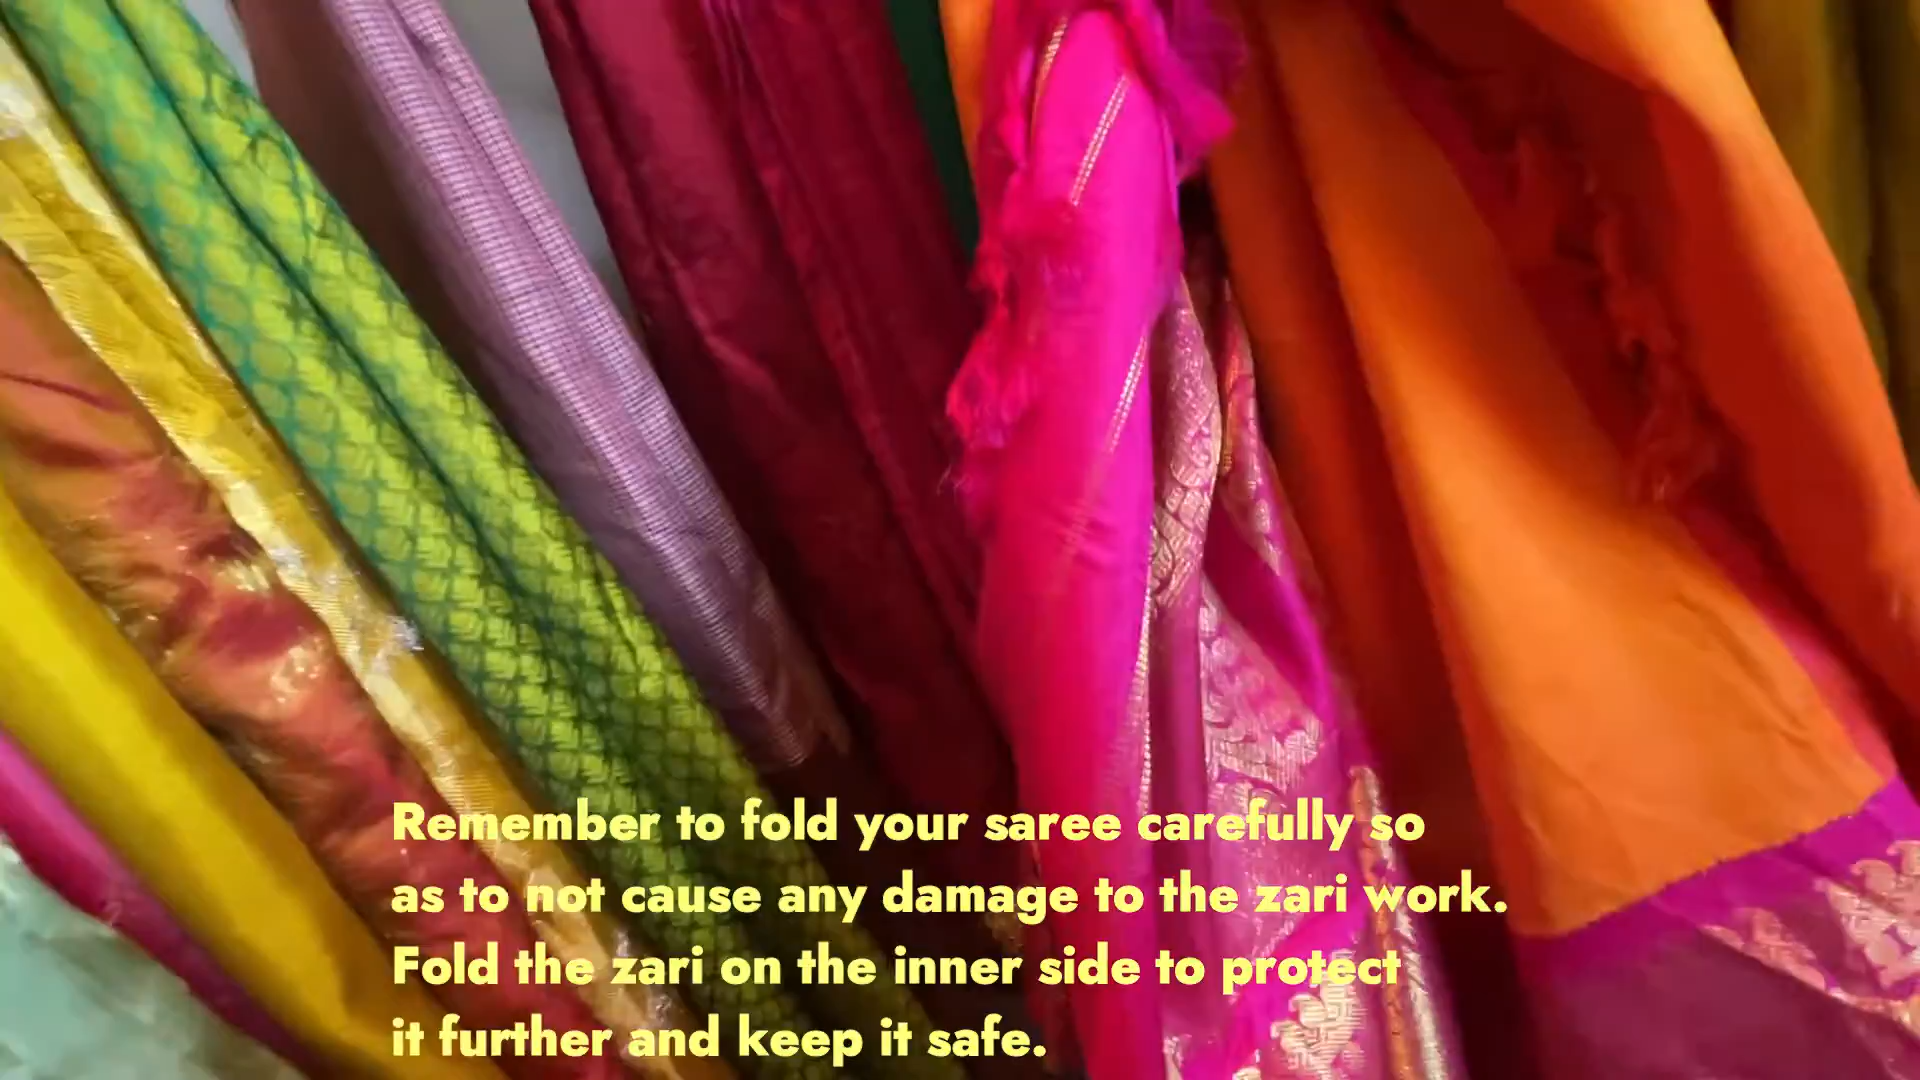 Remember to fold your saree carefully so
as to not cause any damage to the zari work.
Fold the zari on the inner side to protect
it further and keep it safe.